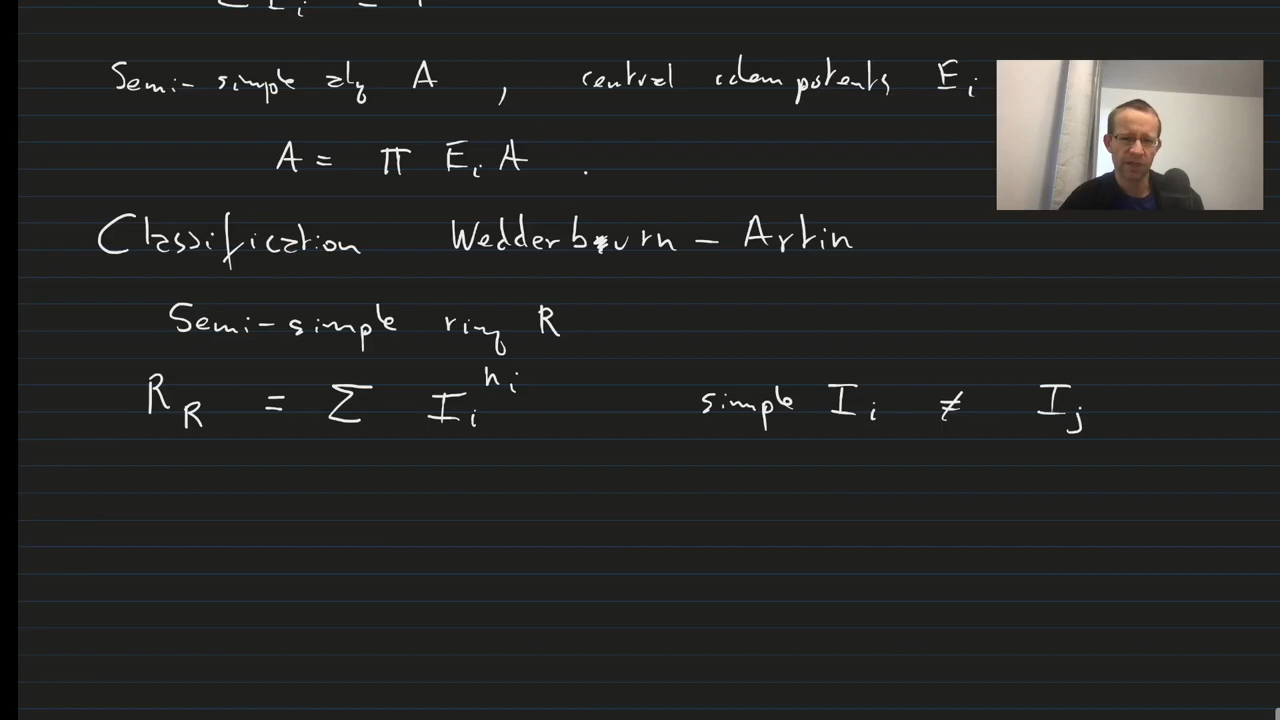 Semi-simple alg A , central idempotents E_i
A = π E_i A .
Classification Wedderburn - Artin
Semi-simple ring R
R_R = Σ I_i^{n_i} simple I_i ≠ I_j